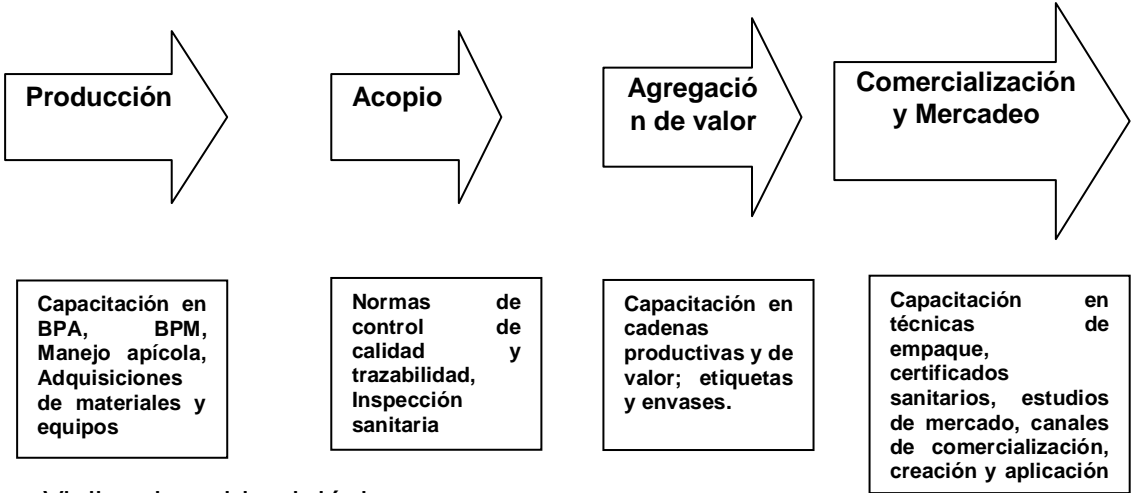 Producción
Acopio
Agregació
n de valor
Comercialización
y Mercadeo
Capacitación en
BPA, BPM,
Manejo apícola,
Adquisiciones
de materiales y
equipos
Normas de
control de
calidad y
trazabilidad,
Inspección
sanitaria
Capacitación en
cadenas
productivas y de
valor; etiquetas
y envases.
Capacitación en
técnicas de
empaque,
certificados
sanitarios, estudios
de mercado, canales
de comercialización,
creación y aplicación